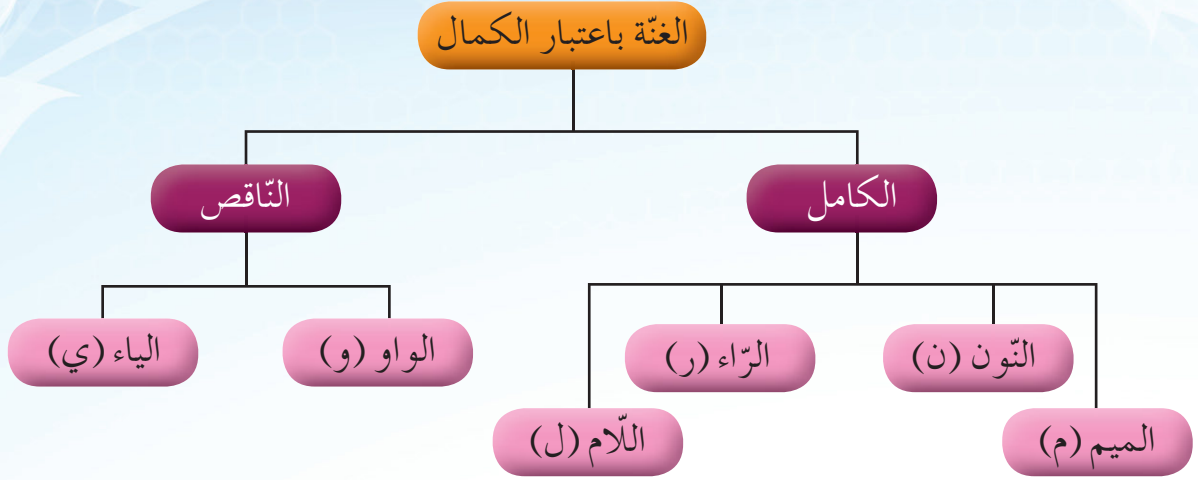 الغنّة باعتبار الكمال
الكامل
النّاقص
النّون (ن)
الرّاء (ر)
الواو (و)
الياء (ي)
الميم (م)
اللّام (ل)